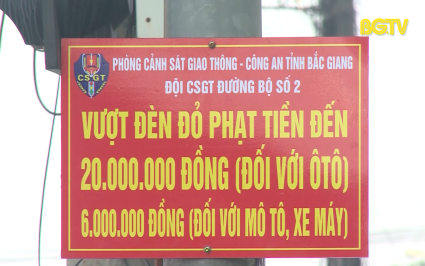 BGTV
PHÒNG CẢNH SÁT GIAO THÔNG - CÔNG AN TỈNH BẮC GIANG
CSGT
ĐỘI CSGT ĐƯỜNG BỘ SỐ 2
VƯỢT ĐÈN ĐỎ PHẠT TIỀN ĐẾN
20.000.000 ĐỒNG (ĐỐI VỚI ÔTÔ)
6.000.000 ĐỒNG (ĐỐI VỚI MÔ TÔ, XE MÁY)